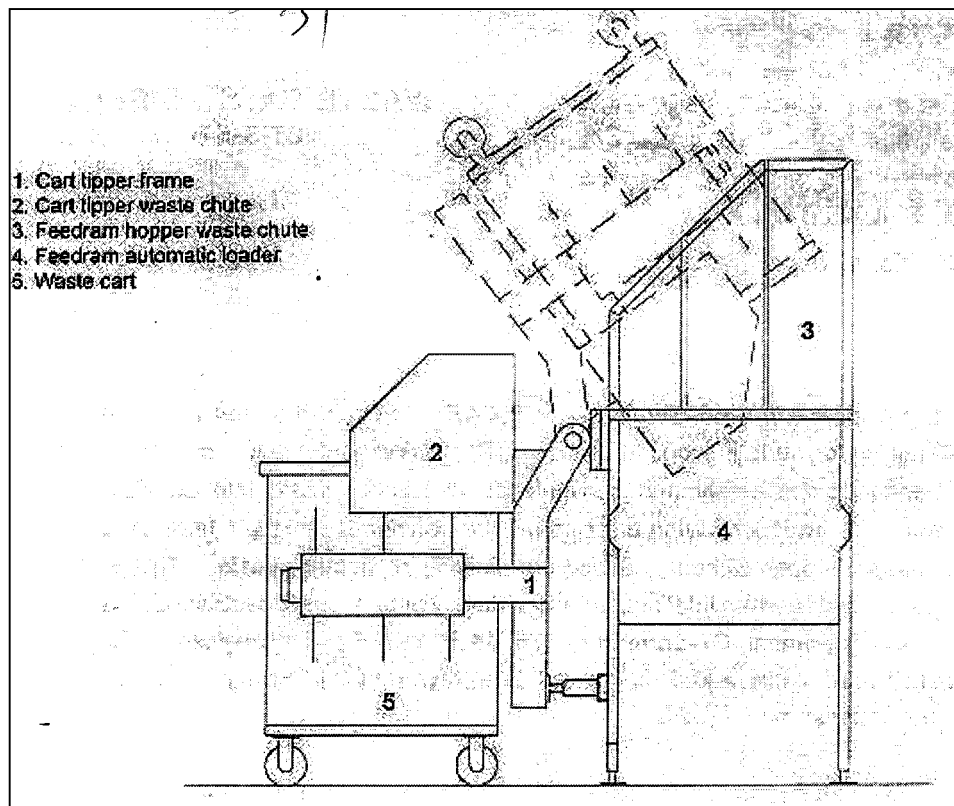 1. Cart tipper frame
2. Cart tipper waste chute
3. Feedram hopper waste chute
4. Feedram automatic loader
5. Waste cart
3
2
4
1
5